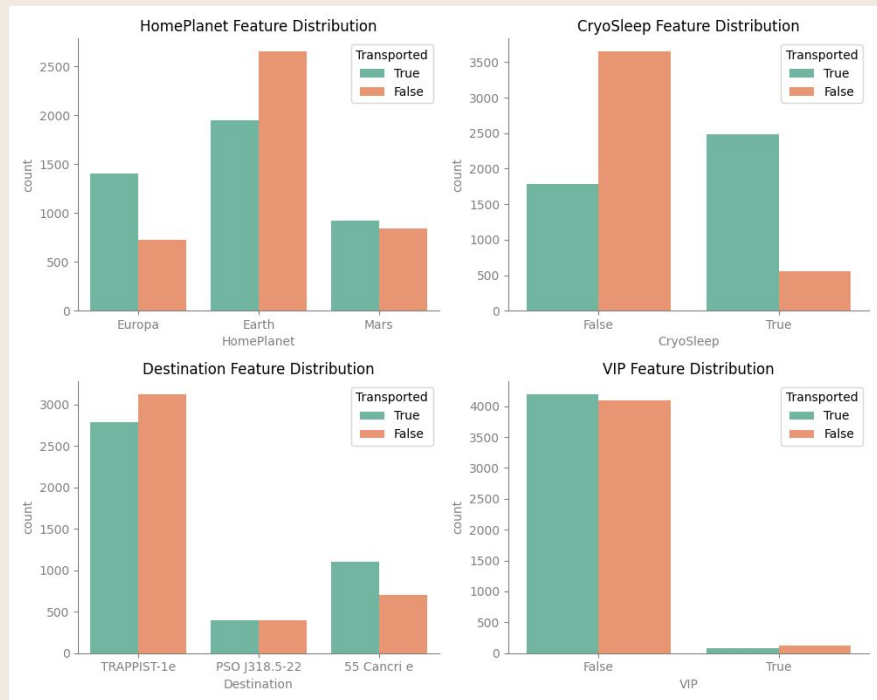 HomePlanet Feature Distribution
Transported
True
False
2500
2000
1500
1000
500
0
count
Europa Earth Mars
HomePlanet
CryoSleep Feature Distribution
Transported
True
False
3500
3000
2500
2000
1500
1000
500
0
count
False True
CryoSleep
Destination Feature Distribution
Transported
True
False
3000
2500
2000
1500
1000
500
0
count
TRAPPIST-1e PSO J318.5-22 55 Cancri e
Destination
VIP Feature Distribution
Transported
True
False
4000
3500
3000
2500
2000
1500
1000
500
0
count
False True
VIP